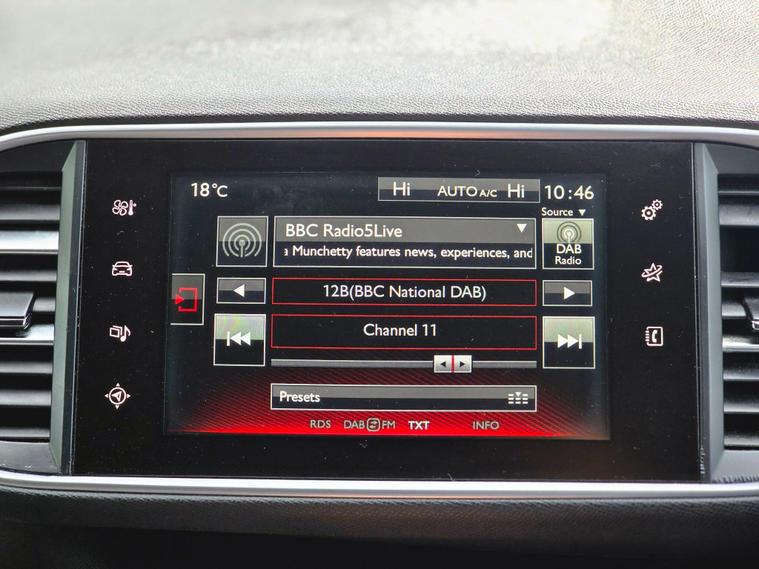 18°C
Hi AUTO A/C Hi
10:46
Source
BBC Radio5Live
a Munchetty features news, experiences, and
DAB
Radio
12B(BBC National DAB)
Channel 11
Presets
RDS DAB FM TXT INFO